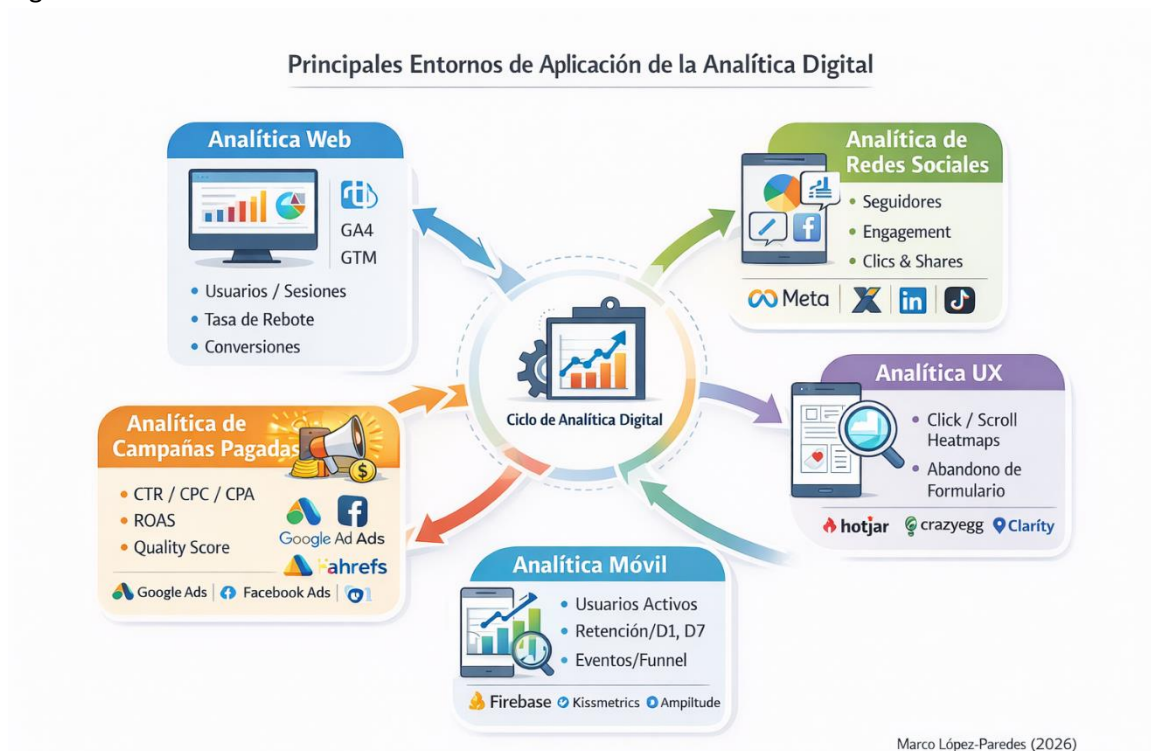 Principales Entornos de Aplicación de la Analítica Digital
Analítica Web
GA4
GTM
• Usuarios / Sesiones
• Tasa de Rebote
• Conversiones
Analítica de
Redes Sociales
• Seguidores
• Engagement
• Clics & Shares
Meta
X
in
Ciclo de Analítica Digital
Analítica de
Campañas Pagadas
• CTR / CPC / CPA
• ROAS
• Quality Score
Google Ad Ads
ahrefs
Google Ads
Facebook Ads
Analítica UX
• Click / Scroll
Heatmaps
• Abandono de
Formulario
hotjar
crazyegg
Clarity
Analítica Móvil
• Usuarios Activos
• Retención/D1, D7
• Eventos/Funnel
Firebase
Kissmetrics
Ampiltude
Marco López-Paredes (2026)